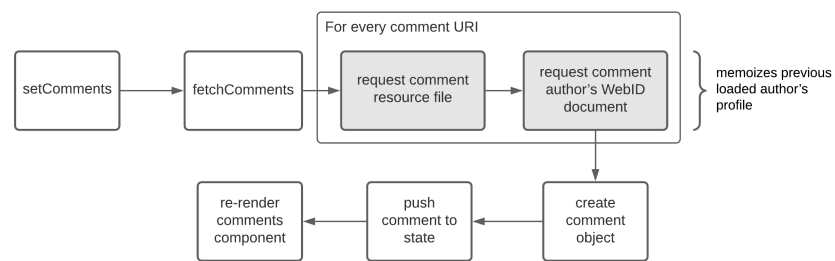 For every comment URI
setComments
fetchComments
request comment
resource file
request comment
author's WebID
document
memoizes previous
loaded author's
profile
re-render
comments
component
push
comment to
state
create
comment
object